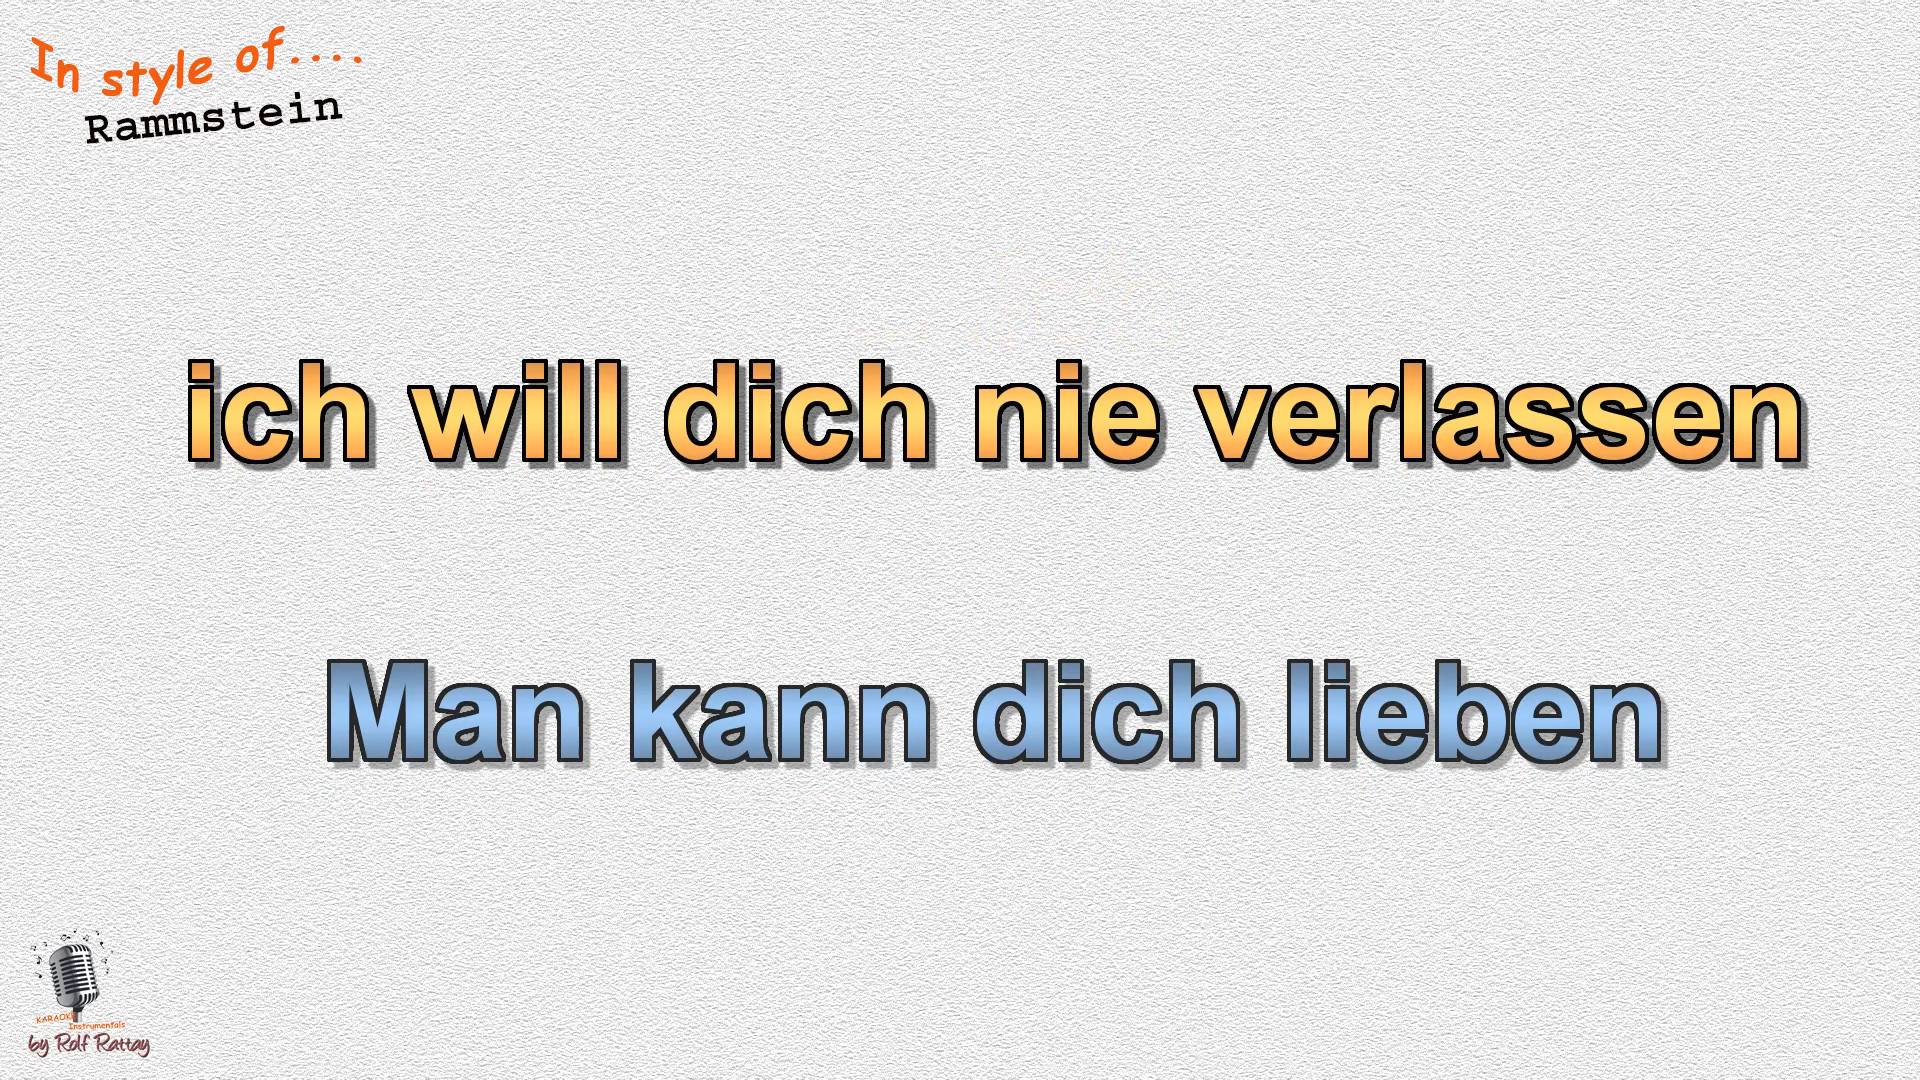 In style of....
Rammstein
ich will dich nie verlassen
Man kann dich lieben
KARAOKE
Instrumentals
by Rolf Rattay